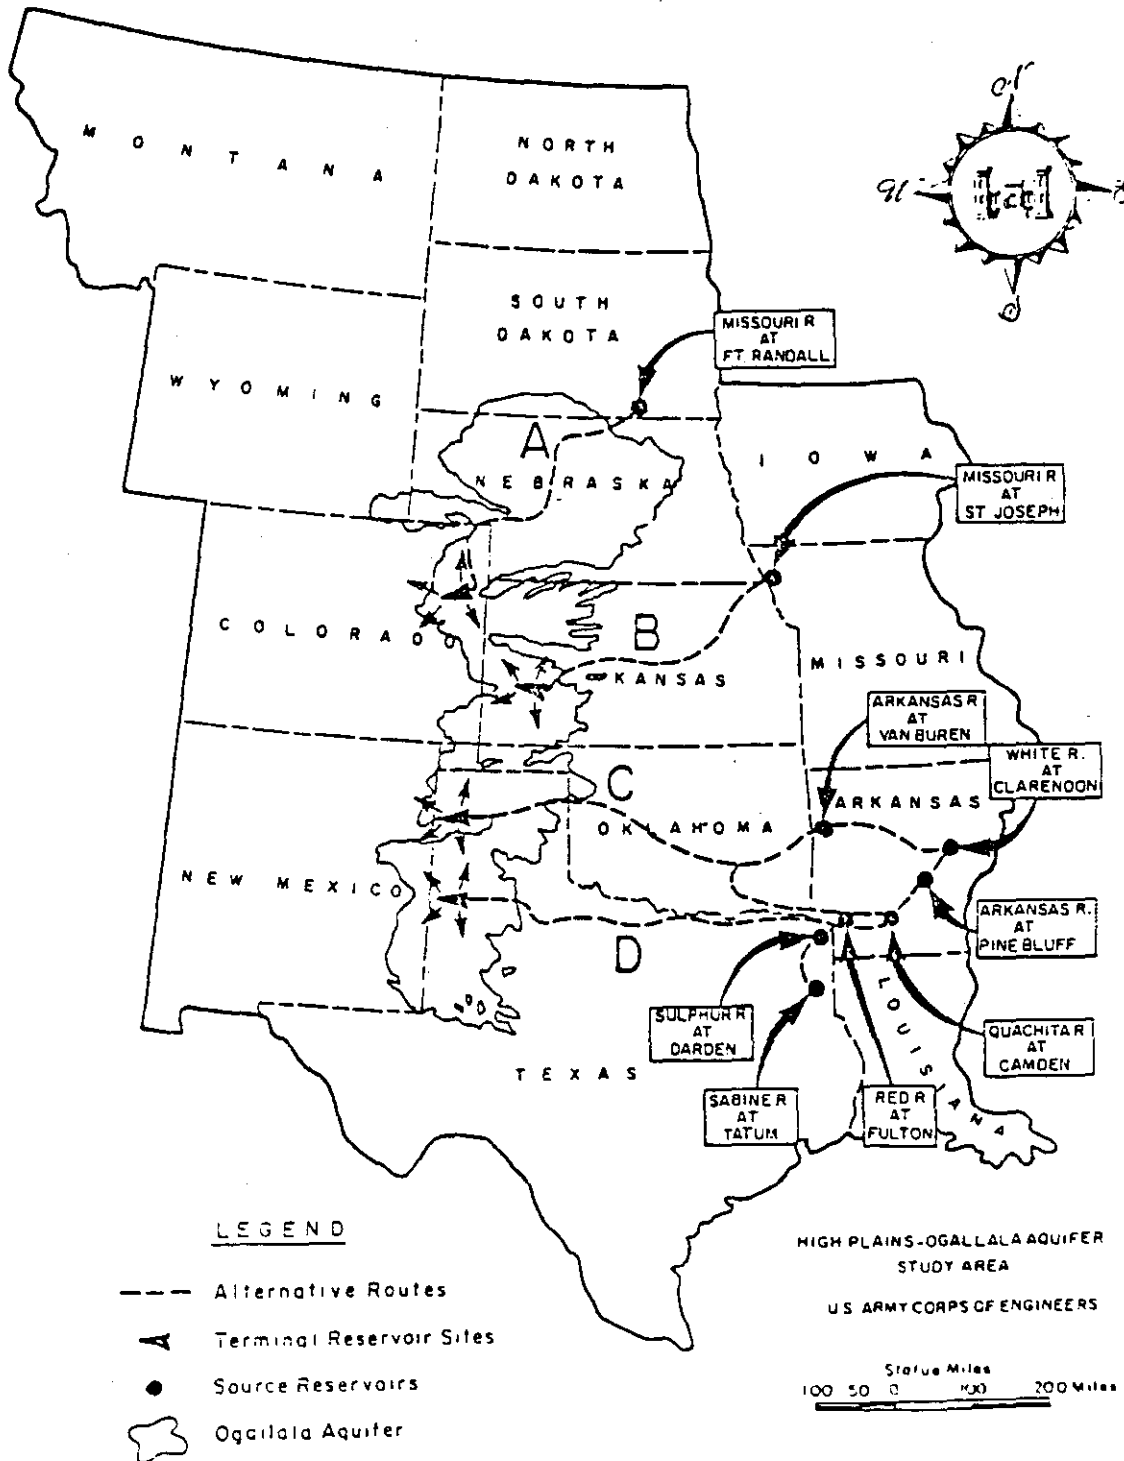 MONTANA
NORTH
DAKOTA
SOUTH
DAKOTA
MISSOURI R
AT
FT. RANDALL
WYOMING
A
NEBRASKA
IOWA
MISSOURI R
AT
ST JOSEPH
COLORADO
B
KANSAS
MISSOURI
ARKANSAS R
AT
VAN BUREN
WHITE R.
AT
CLARENDON
C
OKLAHOMA
ARKANSAS
NEW MEXICO
ARKANSAS R.
AT
PINE BLUFF
D
SULPHUR R
AT
DARDEN
LOUISIANA
QUACHITA R
AT
CAMDEN
TEXAS
SABINE R
AT
TATUM
RED R
AT
FULTON
LEGEND
Alternative Routes
Terminal Reservoir Sites
Source Reservoirs
Ogallala Aquifer
HIGH PLAINS-OGALLALA AQUIFER
STUDY AREA
U S ARMY CORPS OF ENGINEERS
Statue Miles
100 50 0 100 200 Miles